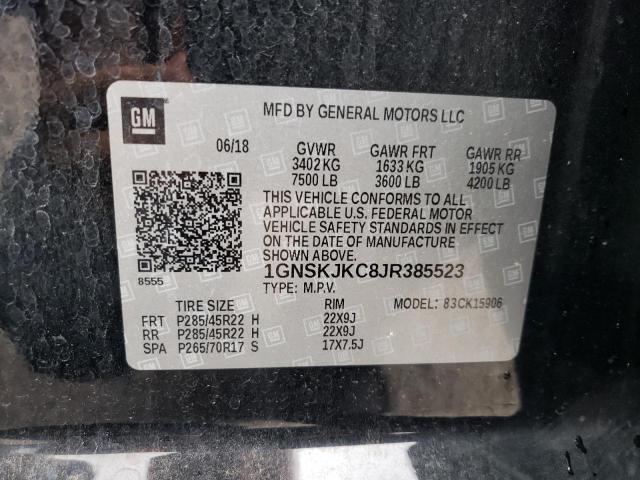 GM
MFD BY GENERAL MOTORS LLC
06/18 GVWR GAWR FRT GAWR RR
3402 KG 1633 KG 1905 KG
7500 LB 3600 LB 4200 LB
THIS VEHICLE CONFORMS TO ALL
APPLICABLE U.S. FEDERAL MOTOR
VEHICLE SAFETY STANDARDS IN EFFECT
ON THE DATE OF MANUFACTURE
SHOWN ABOVE.
1GNSKJKC8JR385523
8555
TYPE: M.P.V.
TIRE SIZE RIM MODEL: 83CK15906
FRT P285/45R22 H 22X9J
RR P285/45R22 H 22X9J
SPA P265/70R17 S 17X7.5J